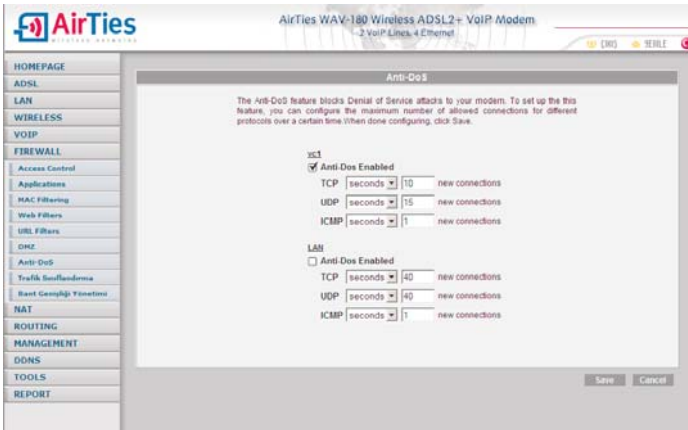 AirTies
wireless networks
AirTies WAV-180 Wireless ADSL2+ VoIP Modem
2 VoIP Lines, 4 Ethernet
HOMEPAGE
ADSL
LAN
WIRELESS
VOIP
FIREWALL
Access Control
Applications
MAC Filtering
Web Filters
URL Filters
DMZ
Anti-DoS
Trafik Sınıflandırma
Bant Genişliği Yönetimi
NAT
ROUTING
MANAGEMENT
DDNS
TOOLS
REPORT
Anti-DoS
The Anti-DoS feature blocks Denial of Service attacks to your modem. To set up the this
feature, you can configure the maximum number of allowed connections for different
protocols over a certain time.When done configuring, click Save.
vc1
Anti-Dos Enabled
TCP seconds 10 new connections
UDP seconds 15 new connections
ICMP seconds 1 new connections
LAN
Anti-Dos Enabled
TCP seconds 40 new connections
UDP seconds 40 new connections
ICMP seconds 1 new connections
Save Cancel